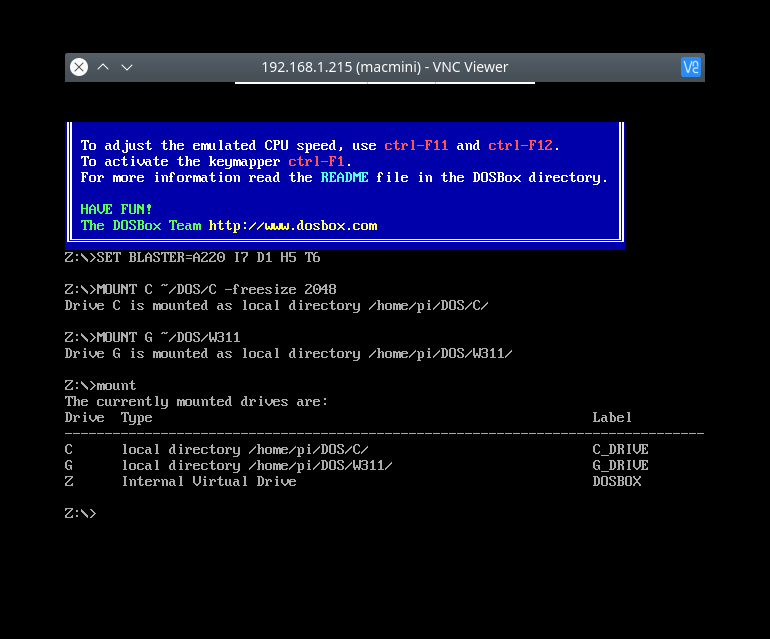 192.168.1.215 (macmini) - VNC Viewer
To adjust the emulated CPU speed, use ctrl-F11 and ctrl-F12.
To activate the keymapper ctrl-F1.
For more information read the README file in the DOSBox directory.
HAVE FUN!
The DOSBox Team http://www.dosbox.com
Z:\>SET BLASTER=A220 I7 D1 H5 T6
Z:\>MOUNT C ~/DOS/C -freesize 2048
Drive C is mounted as local directory /home/pi/DOS/C/
Z:\>MOUNT G ~/DOS/W311
Drive G is mounted as local directory /home/pi/DOS/W311/
Z:\>mount
The currently mounted drives are:
Drive  Type  Label
--------------------------------------------------------------------------------
C  local directory /home/pi/DOS/C/  C_DRIVE
G  local directory /home/pi/DOS/W311/  G_DRIVE
Z  Internal Virtual Drive  DOSBOX
Z:\>